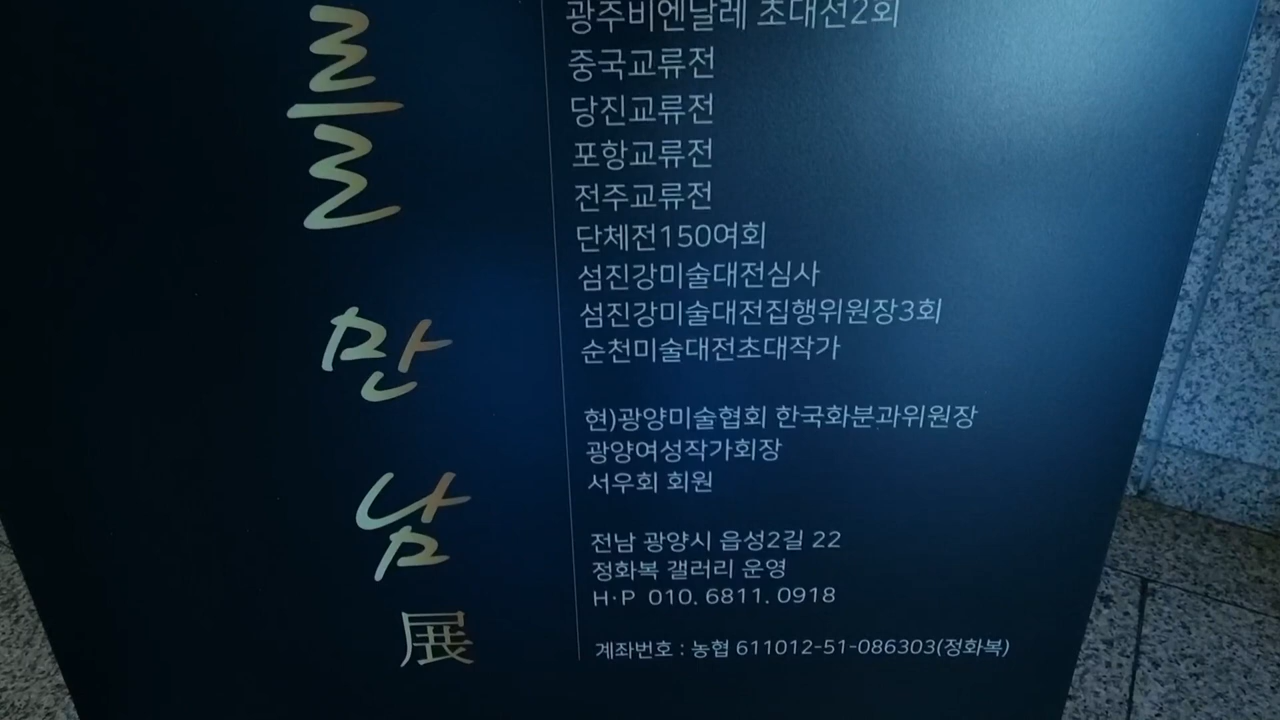 를
만
남
展
광주비엔날레 초대전2회
중국교류전
당진교류전
포항교류전
전주교류전
단체전150여회
섬진강미술대전심사
섬진강미술대전집행위원장3회
순천미술대전초대작가
현)광양미술협회 한국화분과위원장
광양여성작가회장
서우회 회원
전남 광양시 읍성2길 22
정화복 갤러리 운영
H·P 010. 6811. 0918
계좌번호 : 농협 611012-51-086303(정화복)